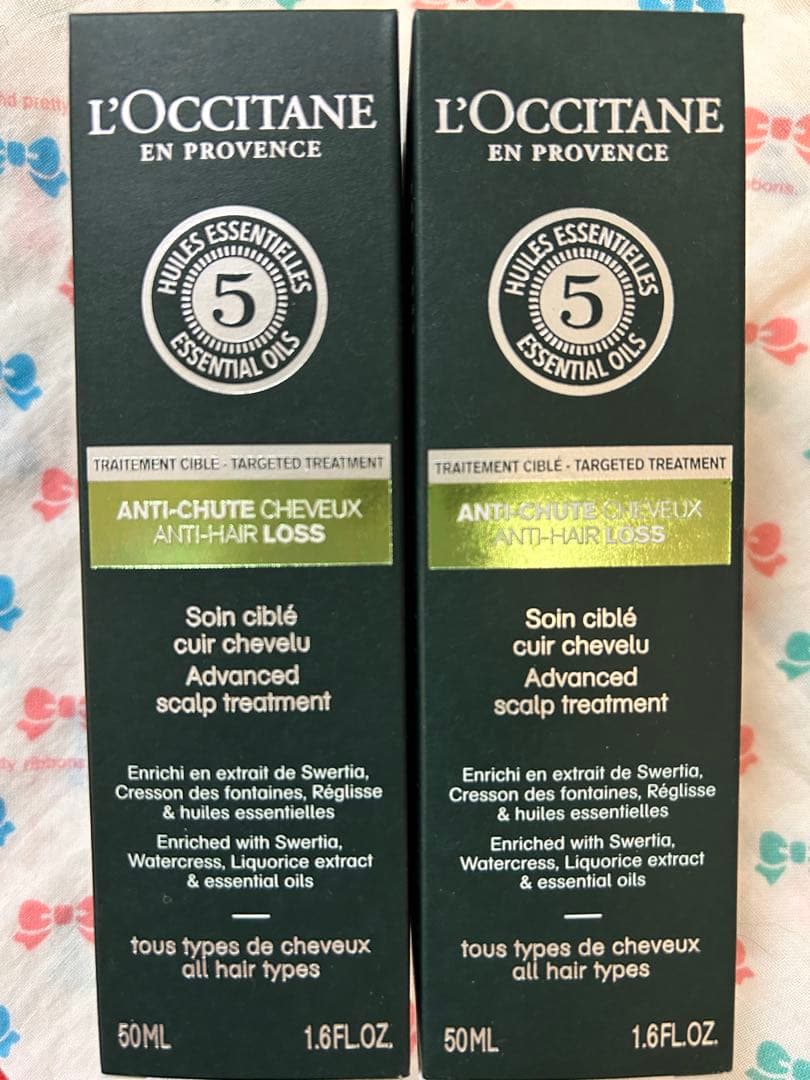 L'OCCITANE
EN PROVENCE
HUILES ESSENTIELLES
5
ESSENTIAL OILS
TRAITEMENT CIBLÉ - TARGETED TREATMENT
ANTI-CHUTE CHEVEUX
ANTI-HAIR LOSS
Soin ciblé
cuir chevelu
Advanced
scalp treatment
Enrichi en extrait de Swertia,
Cresson des fontaines, Réglisse
& huiles essentielles
Enriched with Swertia,
Watercress, Liquorice extract
& essential oils
tous types de cheveux
all hair types
50ML 1.6FL.OZ.
L'OCCITANE
EN PROVENCE
HUILES ESSENTIELLES
5
ESSENTIAL OILS
TRAITEMENT CIBLÉ - TARGETED TREATMENT
ANTI-CHUTE CHEVEUX
ANTI-HAIR LOSS
Soin ciblé
cuir chevelu
Advanced
scalp treatment
Enrichi en extrait de Swertia,
Cresson des fontaines, Réglisse
& huiles essentielles
Enriched with Swertia,
Watercress, Liquorice extract
& essential oils
tous types de cheveux
all hair types
50ML 1.6FL.OZ.
nd pretty
ribbons